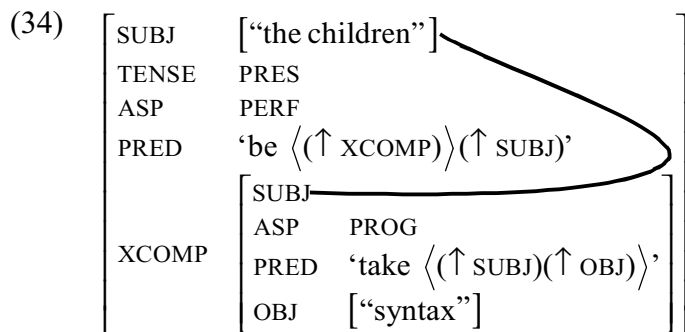 (34) SUBJ [“the children”]
TENSE PRES
ASP PERF
PRED ‘be ⟨(↑ XCOMP)⟩(↑ SUBJ)’
SUBJ
ASP PROG
XCOMP PRED ‘take ⟨(↑ SUBJ)(↑ OBJ)⟩’
OBJ [“syntax”]